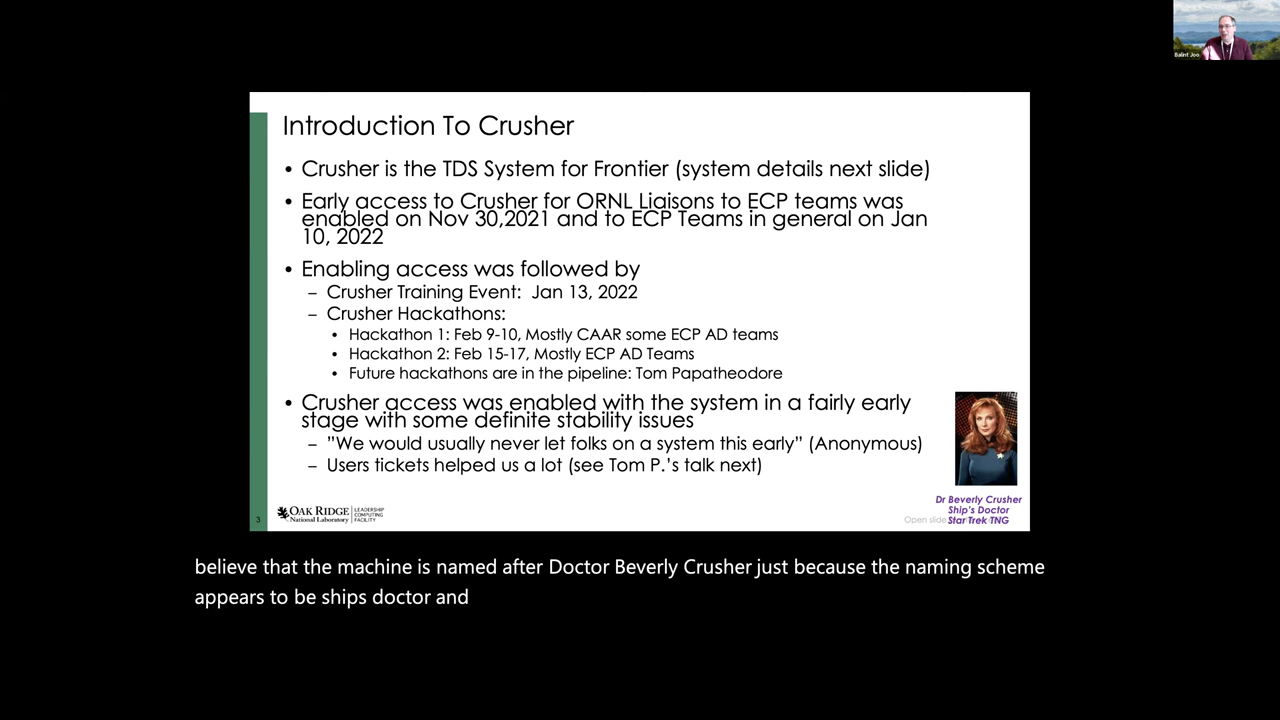 Balint Joo
Introduction To Crusher
• Crusher is the TDS System for Frontier (system details next slide)
• Early access to Crusher for ORNL Liaisons to ECP teams was
enabled on Nov 30,2021 and to ECP Teams in general on Jan
10, 2022
• Enabling access was followed by
– Crusher Training Event: Jan 13, 2022
– Crusher Hackathons:
• Hackathon 1: Feb 9-10, Mostly CAAR some ECP AD teams
• Hackathon 2: Feb 15-17, Mostly ECP AD Teams
• Future hackathons are in the pipeline: Tom Papatheodore
• Crusher access was enabled with the system in a fairly early
stage with some definite stability issues
– ”We would usually never let folks on a system this early” (Anonymous)
– Users tickets helped us a lot (see Tom P.’s talk next)
Dr Beverly Crusher
Ship's Doctor
Star Trek TNG
3
OAK RIDGE
National Laboratory
LEADERSHIP
COMPUTING
FACILITY
Open slide
believe that the machine is named after Doctor Beverly Crusher just because the naming scheme
appears to be ships doctor and